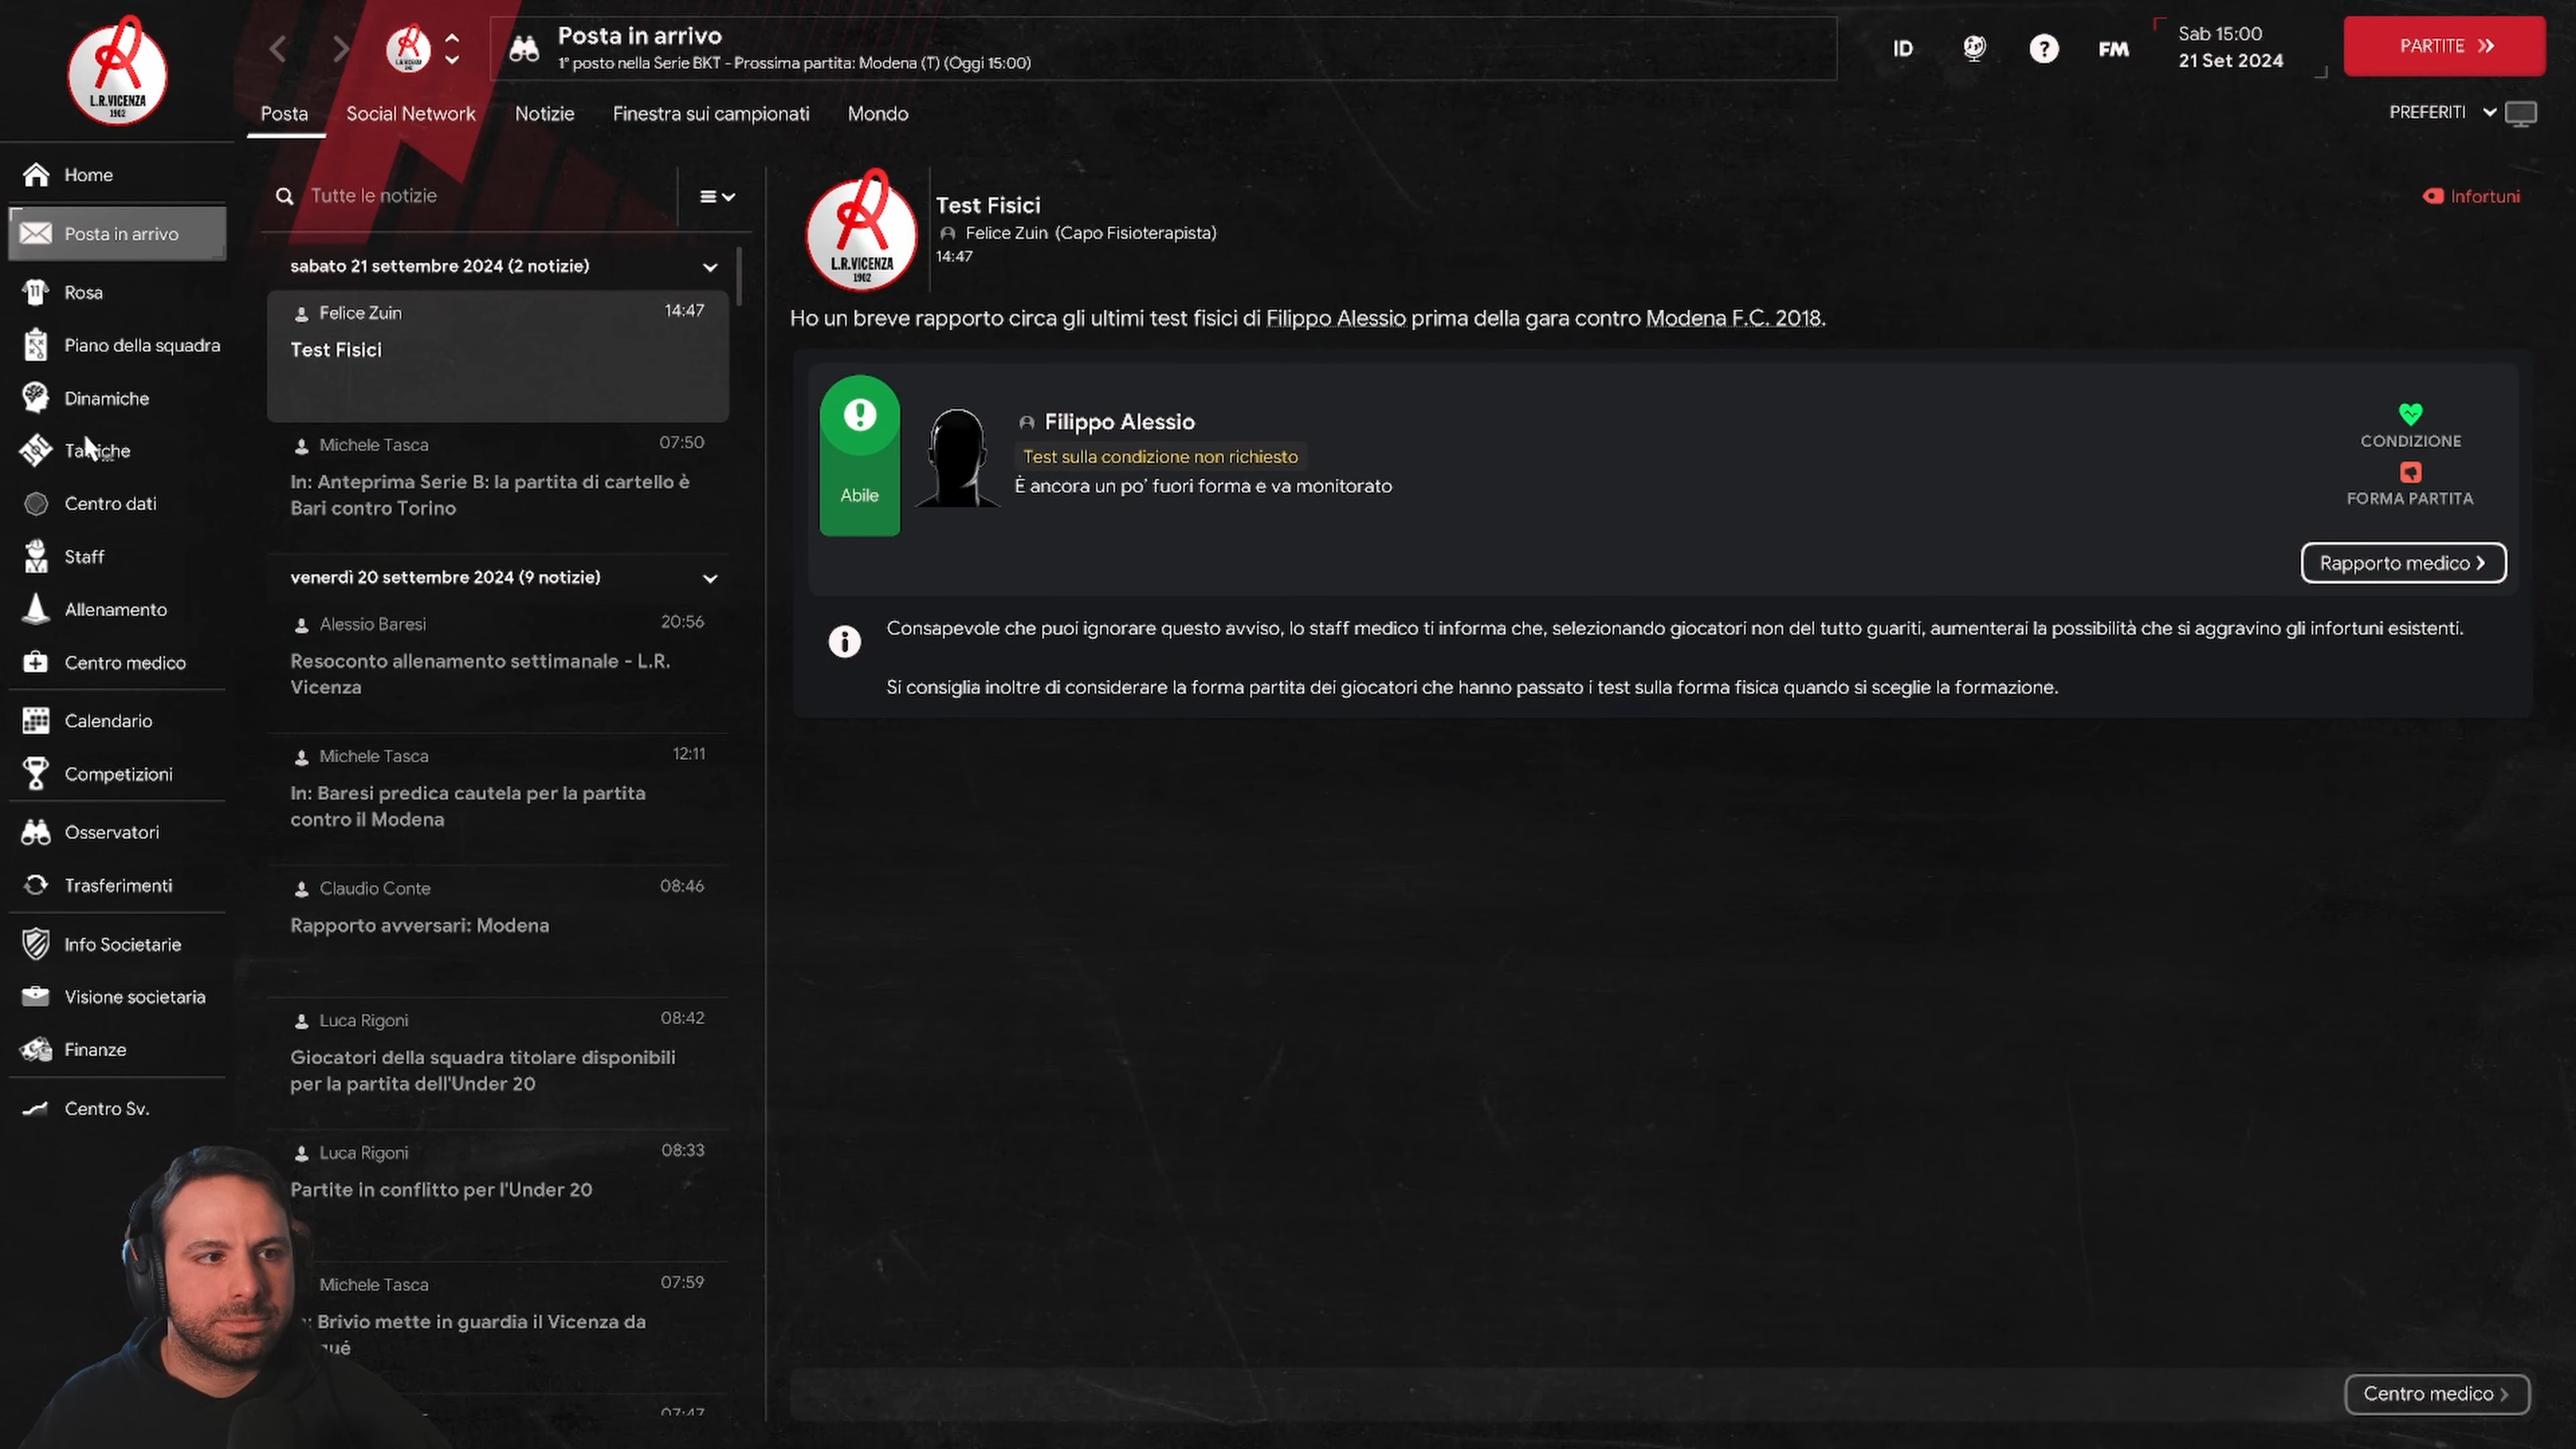 L.R.VICENZA
1902
L.R.VICENZA
Posta in arrivo
1° posto nella Serie BKT - Prossima partita: Modena (T) (Oggi 15:00)
ID
?
FM
Sab 15:00
21 Set 2024
PARTITE
Posta
Social Network
Notizie
Finestra sui campionati
Mondo
PREFERITI
Home
Posta in arrivo
11
Rosa
Piano della squadra
Dinamiche
Centro dati
Staff
Allenamento
Centro medico
Calendario
Competizioni
Osservatori
Trasferimenti
Info Societarie
Visione societaria
Finanze
Centro Sv.
Tutte le notizie
sabato 21 settembre 2024 (2 notizie)
Felice Zuin 14:47
Test Fisici
Michele Tasca 07:50
In: Anteprima Serie B: la partita di cartello è
Bari contro Torino
venerdì 20 settembre 2024 (9 notizie)
Alessio Baresi 20:56
Resoconto allenamento settimanale - L.R.
Vicenza
Michele Tasca 12:11
In: Baresi predica cautela per la partita
contro il Modena
Claudio Conte 08:46
Rapporto avversari: Modena
Luca Rigoni 08:42
Giocatori della squadra titolare disponibili
per la partita dell'Under 20
Luca Rigoni 08:33
Partite in conflitto per l'Under 20
Michele Tasca 07:59
: Brivio mette in guardia il Vicenza da
07:47
L.R.VICENZA
1902
Test Fisici
Felice Zuin (Capo Fisioterapista)
14:47
Infortuni
Ho un breve rapporto circa gli ultimi test fisici di Filippo Alessio prima della gara contro Modena F.C. 2018.
Abile
Filippo Alessio
Test sulla condizione non richiesto
È ancora un po' fuori forma e va monitorato
CONDIZIONE
FORMA PARTITA
Rapporto medico
Consapevole che puoi ignorare questo avviso, lo staff medico ti informa che, selezionando giocatori non del tutto guariti, aumenterai la possibilità che si aggravino gli infortuni esistenti.
Si consiglia inoltre di considerare la forma partita dei giocatori che hanno passato i test sulla forma fisica quando si sceglie la formazione.
Centro medico